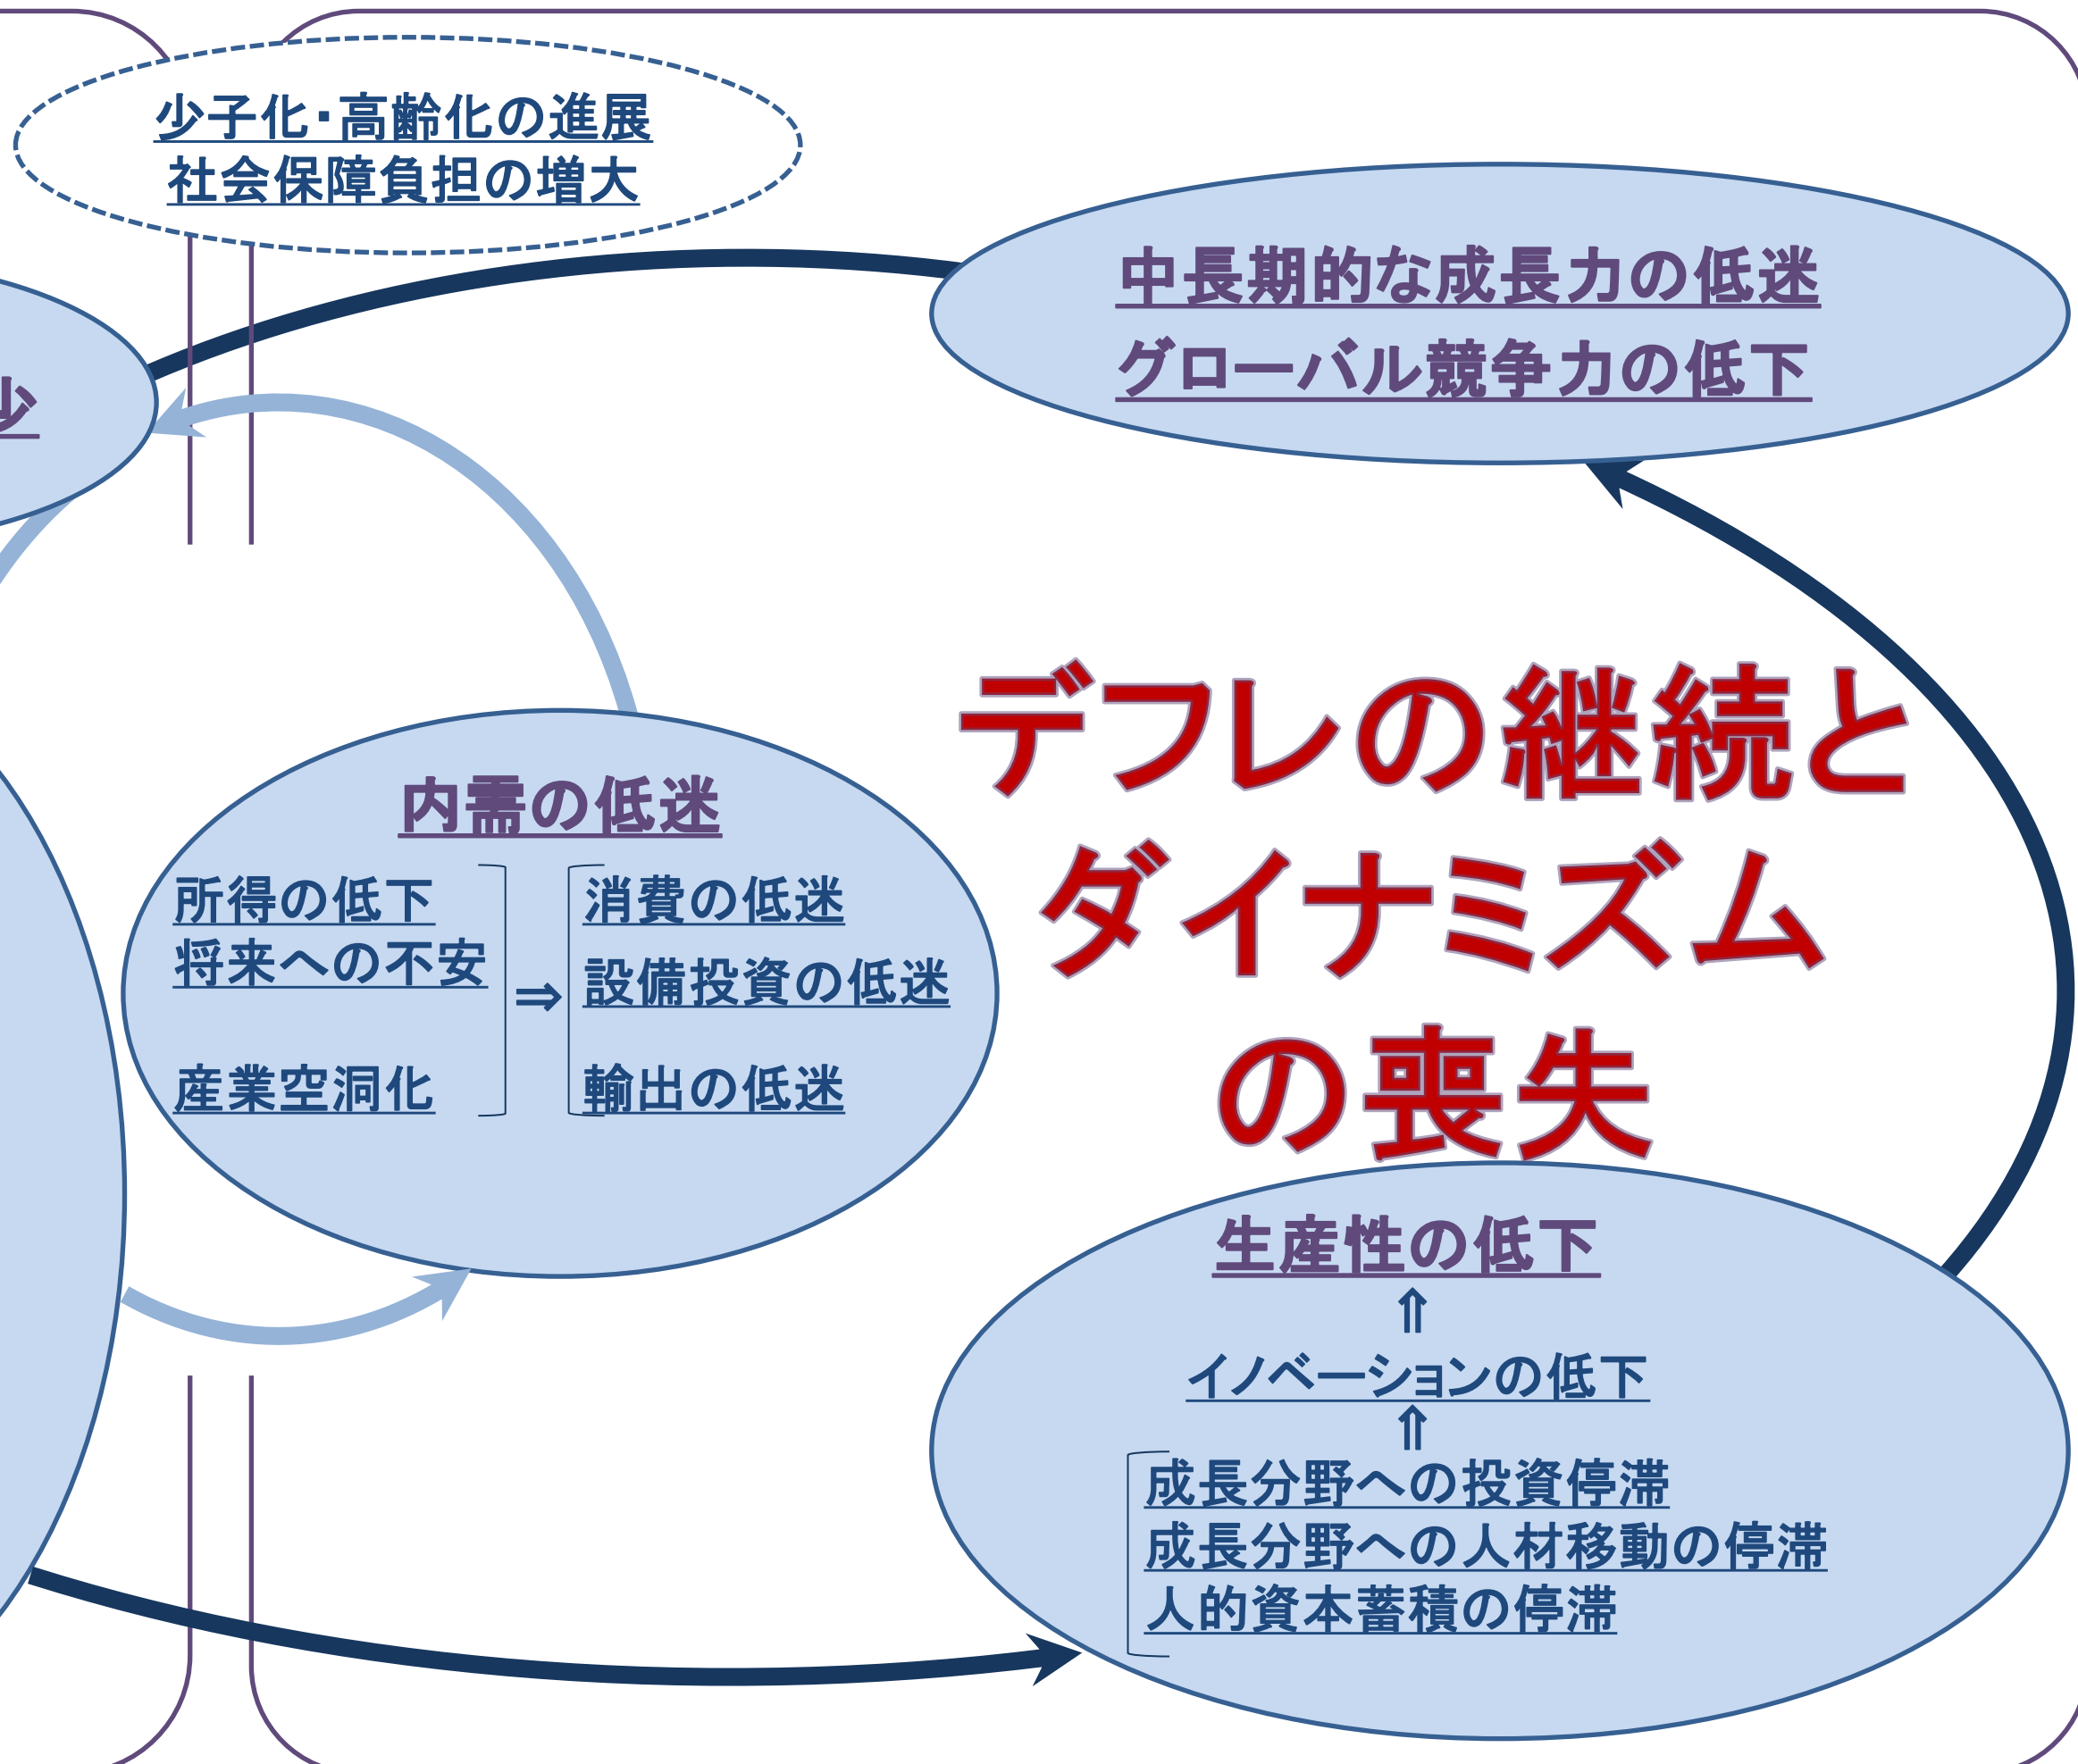 少子化・高齢化の進展
社会保障負担の増大
中長期的な成長力の低迷
グローバル競争力の低下
少
デフレの継続と
ダイナミズム
の喪失
内需の低迷
所得の低下
将来への不安
産業空洞化
⇒
消費の低迷
設備投資の低迷
輸出の低迷
生産性の低下
⇑
イノベーションの低下
⇑
成長分野への投資停滞
成長分野への人材移動の停滞
人的資本蓄積の停滞